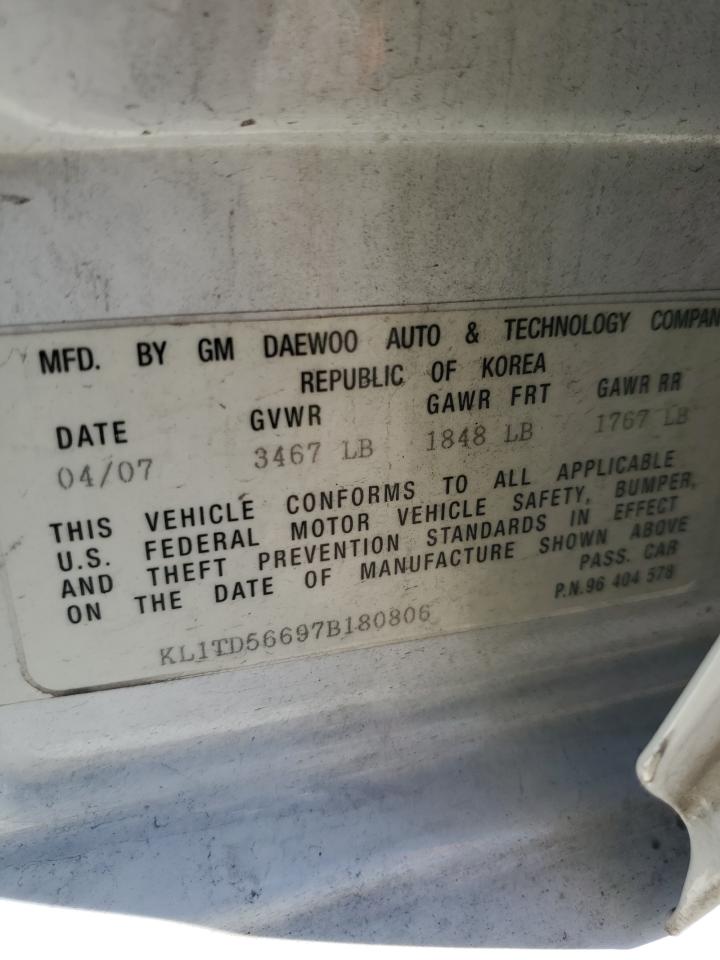 MFD. BY GM DAEWOO AUTO & TECHNOLOGY COMPAN
REPUBLIC OF KOREA
DATE GVWR GAWR FRT GAWR RR
04/07 3467 LB 1848 LB 1767 LB
THIS VEHICLE CONFORMS TO ALL APPLICABLE
U.S. FEDERAL MOTOR VEHICLE SAFETY, BUMPER,
AND THEFT PREVENTION STANDARDS IN EFFECT
ON THE DATE OF MANUFACTURE SHOWN ABOVE
PASS. CAR
KL1TD56697B180806 P.N.96 404 578